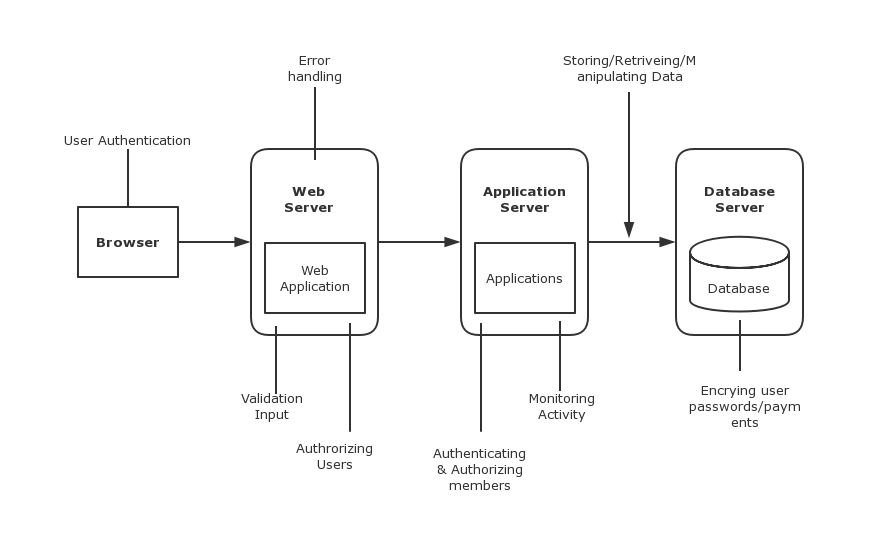 Error
handling
Storing/Retriveing/M
anipulating Data
User Authentication
Browser
Web
Server
Web
Application
Application
Server
Applications
Database
Server
Database
Validation
Input
Authrorizing
Users
Authenticating
& Authorizing
members
Monitoring
Activity
Encrying user
passwords/paym
ents